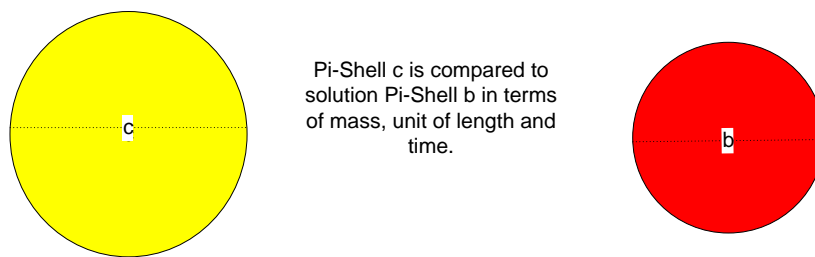 c
Pi-Shell c is compared to
solution Pi-Shell b in terms
of mass, unit of length and
time.
b